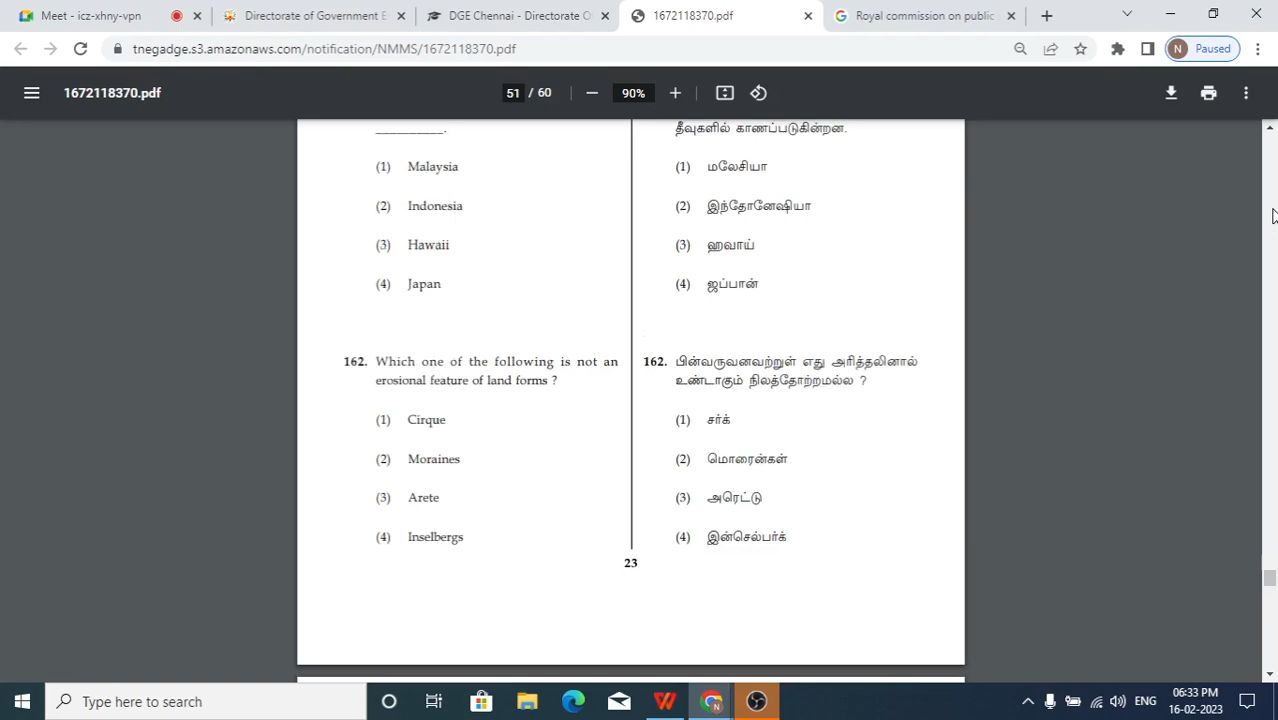 Meet - icz-xhny-vpn
Directorate of Government E
DGE Chennai - Directorate O
1672118370.pdf
Royal commission on public
tnegadge.s3.amazonaws.com/notification/NMMS/1672118370.pdf
N Paused
1672118370.pdf
51 / 60
90%
__________.
(1) Malaysia
(2) Indonesia
(3) Hawaii
(4) Japan
162. Which one of the following is not an
erosional feature of land forms ?
(1) Cirque
(2) Moraines
(3) Arete
(4) Inselbergs
தீவுகளில் காணப்படுகின்றன.
(1) மலேசியா
(2) இந்தோனேஷியா
(3) ஹவாய்
(4) ஜப்பான்
162. பின்வருவனவற்றுள் எது அரித்தலினால்
உண்டாகும் நிலத்தோற்றமல்ல ?
(1) சர்க்
(2) மொரைன்கள்
(3) அரெட்டு
(4) இன்செல்பர்க்
23
Type here to search
ENG
06:33 PM
16-02-2023